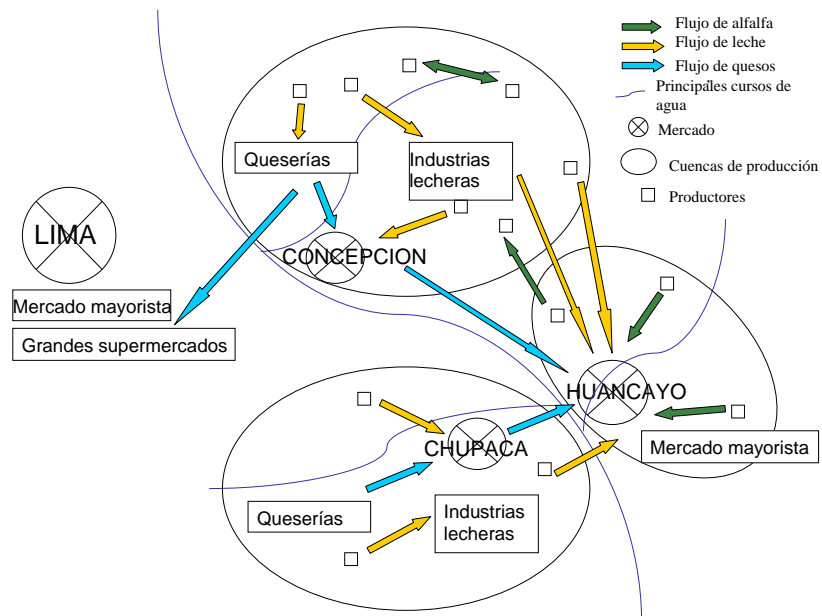 Flujo de alfalfa
Flujo de leche
Flujo de quesos
Principales cursos de
agua
Mercado
Cuencas de producción
Productores
Queserías
Industrias
lecheras
LIMA
CONCEPCION
Mercado mayorista
Grandes supermercados
HUANCAYO
Mercado mayorista
CHUPACA
Queserías
Industrias
lecheras